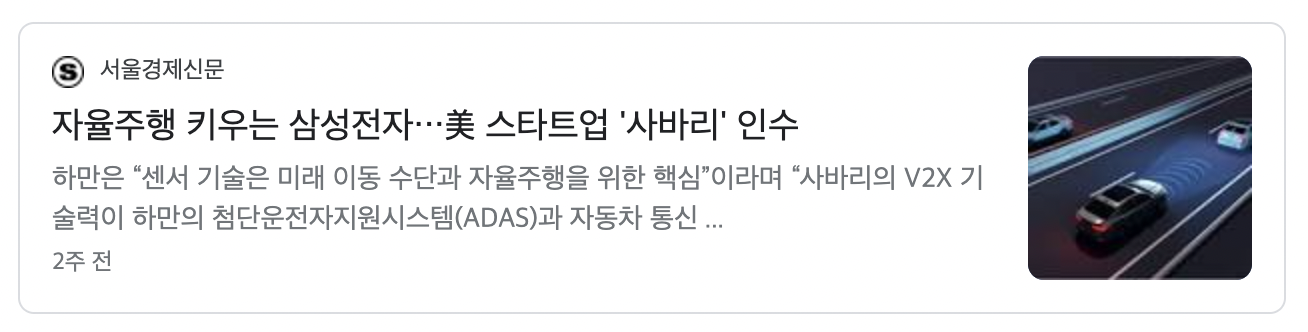 S 서울경제신문
자율주행 키우는 삼성전자…美 스타트업 '사바리' 인수
하만은 “센서 기술은 미래 이동 수단과 자율주행을 위한 핵심”이라며 “사바리의 V2X 기
술력이 하만의 첨단운전자지원시스템(ADAS)과 자동차 통신 ...
2주 전